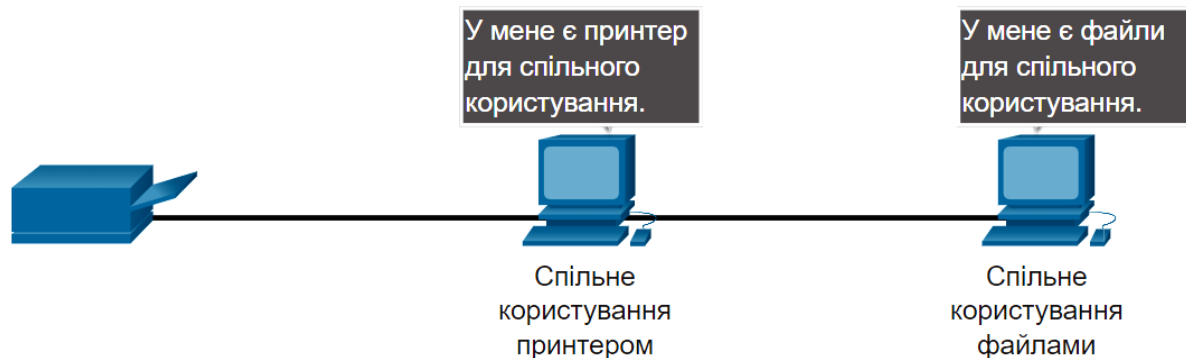 У мене є принтер
для спільного
користування.
У мене є файли
для спільного
користування.
Спільне
користування
принтером
Спільне
користування
файлами